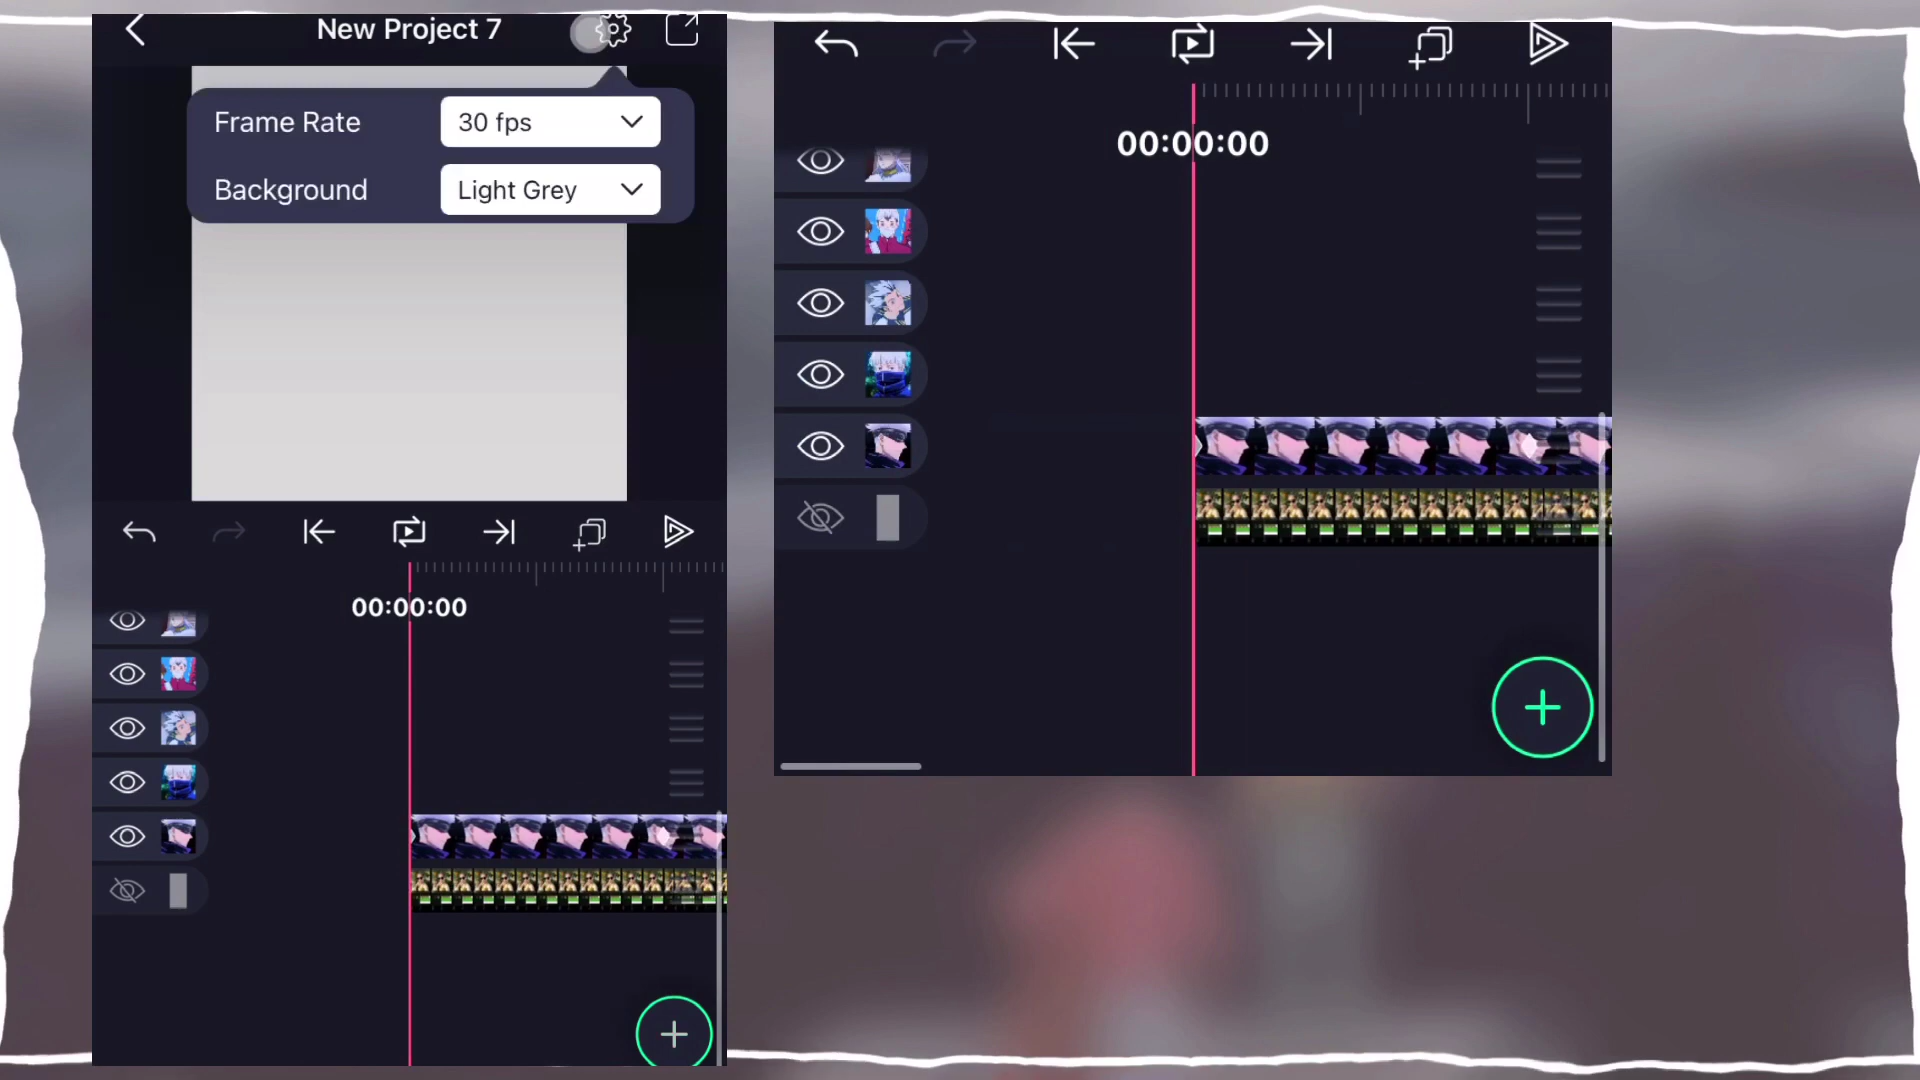 New Project 7
Frame Rate
30 fps
Background
Light Grey
00:00:00
00:00:00